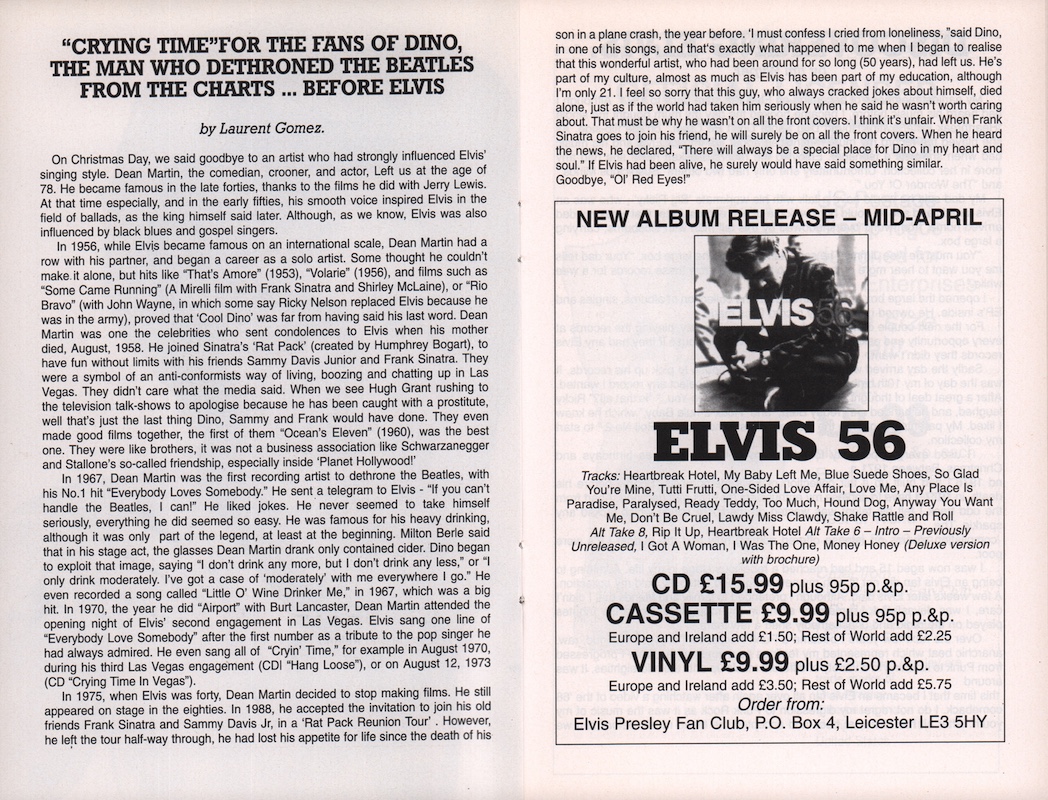 “CRYING TIME”FOR THE FANS OF DINO,
THE MAN WHO DETHRONED THE BEATLES
FROM THE CHARTS ... BEFORE ELVIS
by Laurent Gomez.
On Christmas Day, we said goodbye to an artist who had strongly influenced Elvis’
singing style. Dean Martin, the comedian, crooner, and actor, Left us at the age of
78. He became famous in the late forties, thanks to the films he did with Jerry Lewis.
At that time especially, and in the early fifties, his smooth voice inspired Elvis in the
field of ballads, as the king himself said later. Although, as we know, Elvis was also
influenced by black blues and gospel singers.
In 1956, while Elvis became famous on an international scale, Dean Martin had a
row with his partner, and began a career as a solo artist. Some thought he couldn’t
make it alone, but hits like “That’s Amore” (1953), “Volarie” (1956), and films such as
“Some Came Running” (A Mirelli film with Frank Sinatra and Shirley McLaine), or “Rio
Bravo” (with John Wayne, in which some say Ricky Nelson replaced Elvis because he
was in the army), proved that ‘Cool Dino’ was far from having said his last word. Dean
Martin was one the celebrities who sent condolences to Elvis when his mother
died, August, 1958. He joined Sinatra’s ‘Rat Pack’ (created by Humphrey Bogart), to
have fun without limits with his friends Sammy Davis Junior and Frank Sinatra. They
were a symbol of an anti-conformists way of living, boozing and chatting up in Las
Vegas. They didn’t care what the media said. When we see Hugh Grant rushing to
the television talk-shows to apologise because he has been caught with a prostitute,
well that’s just the last thing Dino, Sammy and Frank would have done. They even
made good films together, the first of them “Ocean’s Eleven” (1960), was the best
one. They were like brothers, it was not a business association like Schwarzanegger
and Stallone’s so-called friendship, especially inside ‘Planet Hollywood!’
In 1967, Dean Martin was the first recording artist to dethrone the Beatles, with
his No.1 hit “Everybody Loves Somebody.” He sent a telegram to Elvis - “If you can’t
handle the Beatles, I can!” He liked jokes. He never seemed to take himself
seriously, everything he did seemed so easy. He was famous for his heavy drinking,
although it was only part of the legend, at least at the beginning. Milton Berle said
that in his stage act, the glasses Dean Martin drank only contained cider. Dino began
to exploit that image, saying “I don’t drink any more, but I don’t drink any less,” or “I
only drink moderately. I’ve got a case of ‘moderately’ with me everywhere I go.” He
even recorded a song called “Little O’ Wine Drinker Me,” in 1967, which was a big
hit. In 1970, the year he did “Airport” with Burt Lancaster, Dean Martin attended the
opening night of Elvis’ second engagement in Las Vegas. Elvis sang one line of
“Everybody Love Somebody” after the first number as a tribute to the pop singer he
had always admired. He even sang all of “Cryin’ Time,” for example in August 1970,
during his third Las Vegas engagement (CDl “Hang Loose”), or on August 12, 1973
(CD “Crying Time In Vegas”).
In 1975, when Elvis was forty, Dean Martin decided to stop making films. He still
appeared on stage in the eighties. In 1988, he accepted the invitation to join his old
friends Frank Sinatra and Sammy Davis Jr, in a ‘Rat Pack Reunion Tour’ . However,
he left the tour half-way through, he had lost his appetite for life since the death of his
son in a plane crash, the year before. ‘I must confess I cried from loneliness, ”said Dino,
in one of his songs, and that‘s exactly what happened to me when I began to realise
that this wonderful artist, who had been around for so long (50 years), had left us. He’s
part of my culture, almost as much as Elvis has been part of my education, although
I’m only 21. I feel so sorry that this guy, who always cracked jokes about himself, died
alone, just as if the world had taken him seriously when he said he wasn’t worth caring
about. That must be why he wasn’t on all the front covers. I think it’s unfair. When Frank
Sinatra goes to join his friend, he will surely be on all the front covers. When he heard
the news, he declared, “There will always be a special place for Dino in my heart and
soul.” If Elvis had been alive, he surely would have said something similar.
Goodbye, “Ol’ Red Eyes!”
NEW ALBUM RELEASE – MID-APRIL
ELVIS 56
ELVIS 56
Tracks: Heartbreak Hotel, My Baby Left Me, Blue Suede Shoes, So Glad
You’re Mine, Tutti Frutti, One-Sided Love Affair, Love Me, Any Place Is
Paradise, Paralysed, Ready Teddy, Too Much, Hound Dog, Anyway You Want
Me, Don’t Be Cruel, Lawdy Miss Clawdy, Shake Rattle and Roll
Alt Take 8, Rip It Up, Heartbreak Hotel Alt Take 6 – Intro – Previously
Unreleased, I Got A Woman, I Was The One, Money Honey (Deluxe version
with brochure)
CD £15.99 plus 95p p.&p.
CASSETTE £9.99 plus 95p p.&p.
Europe and Ireland add £1.50; Rest of World add £2.25
VINYL £9.99 plus £2.50 p.&p.
Europe and Ireland add £3.50; Rest of World add £5.75
Order from:
Elvis Presley Fan Club, P.O. Box 4, Leicester LE3 5HY